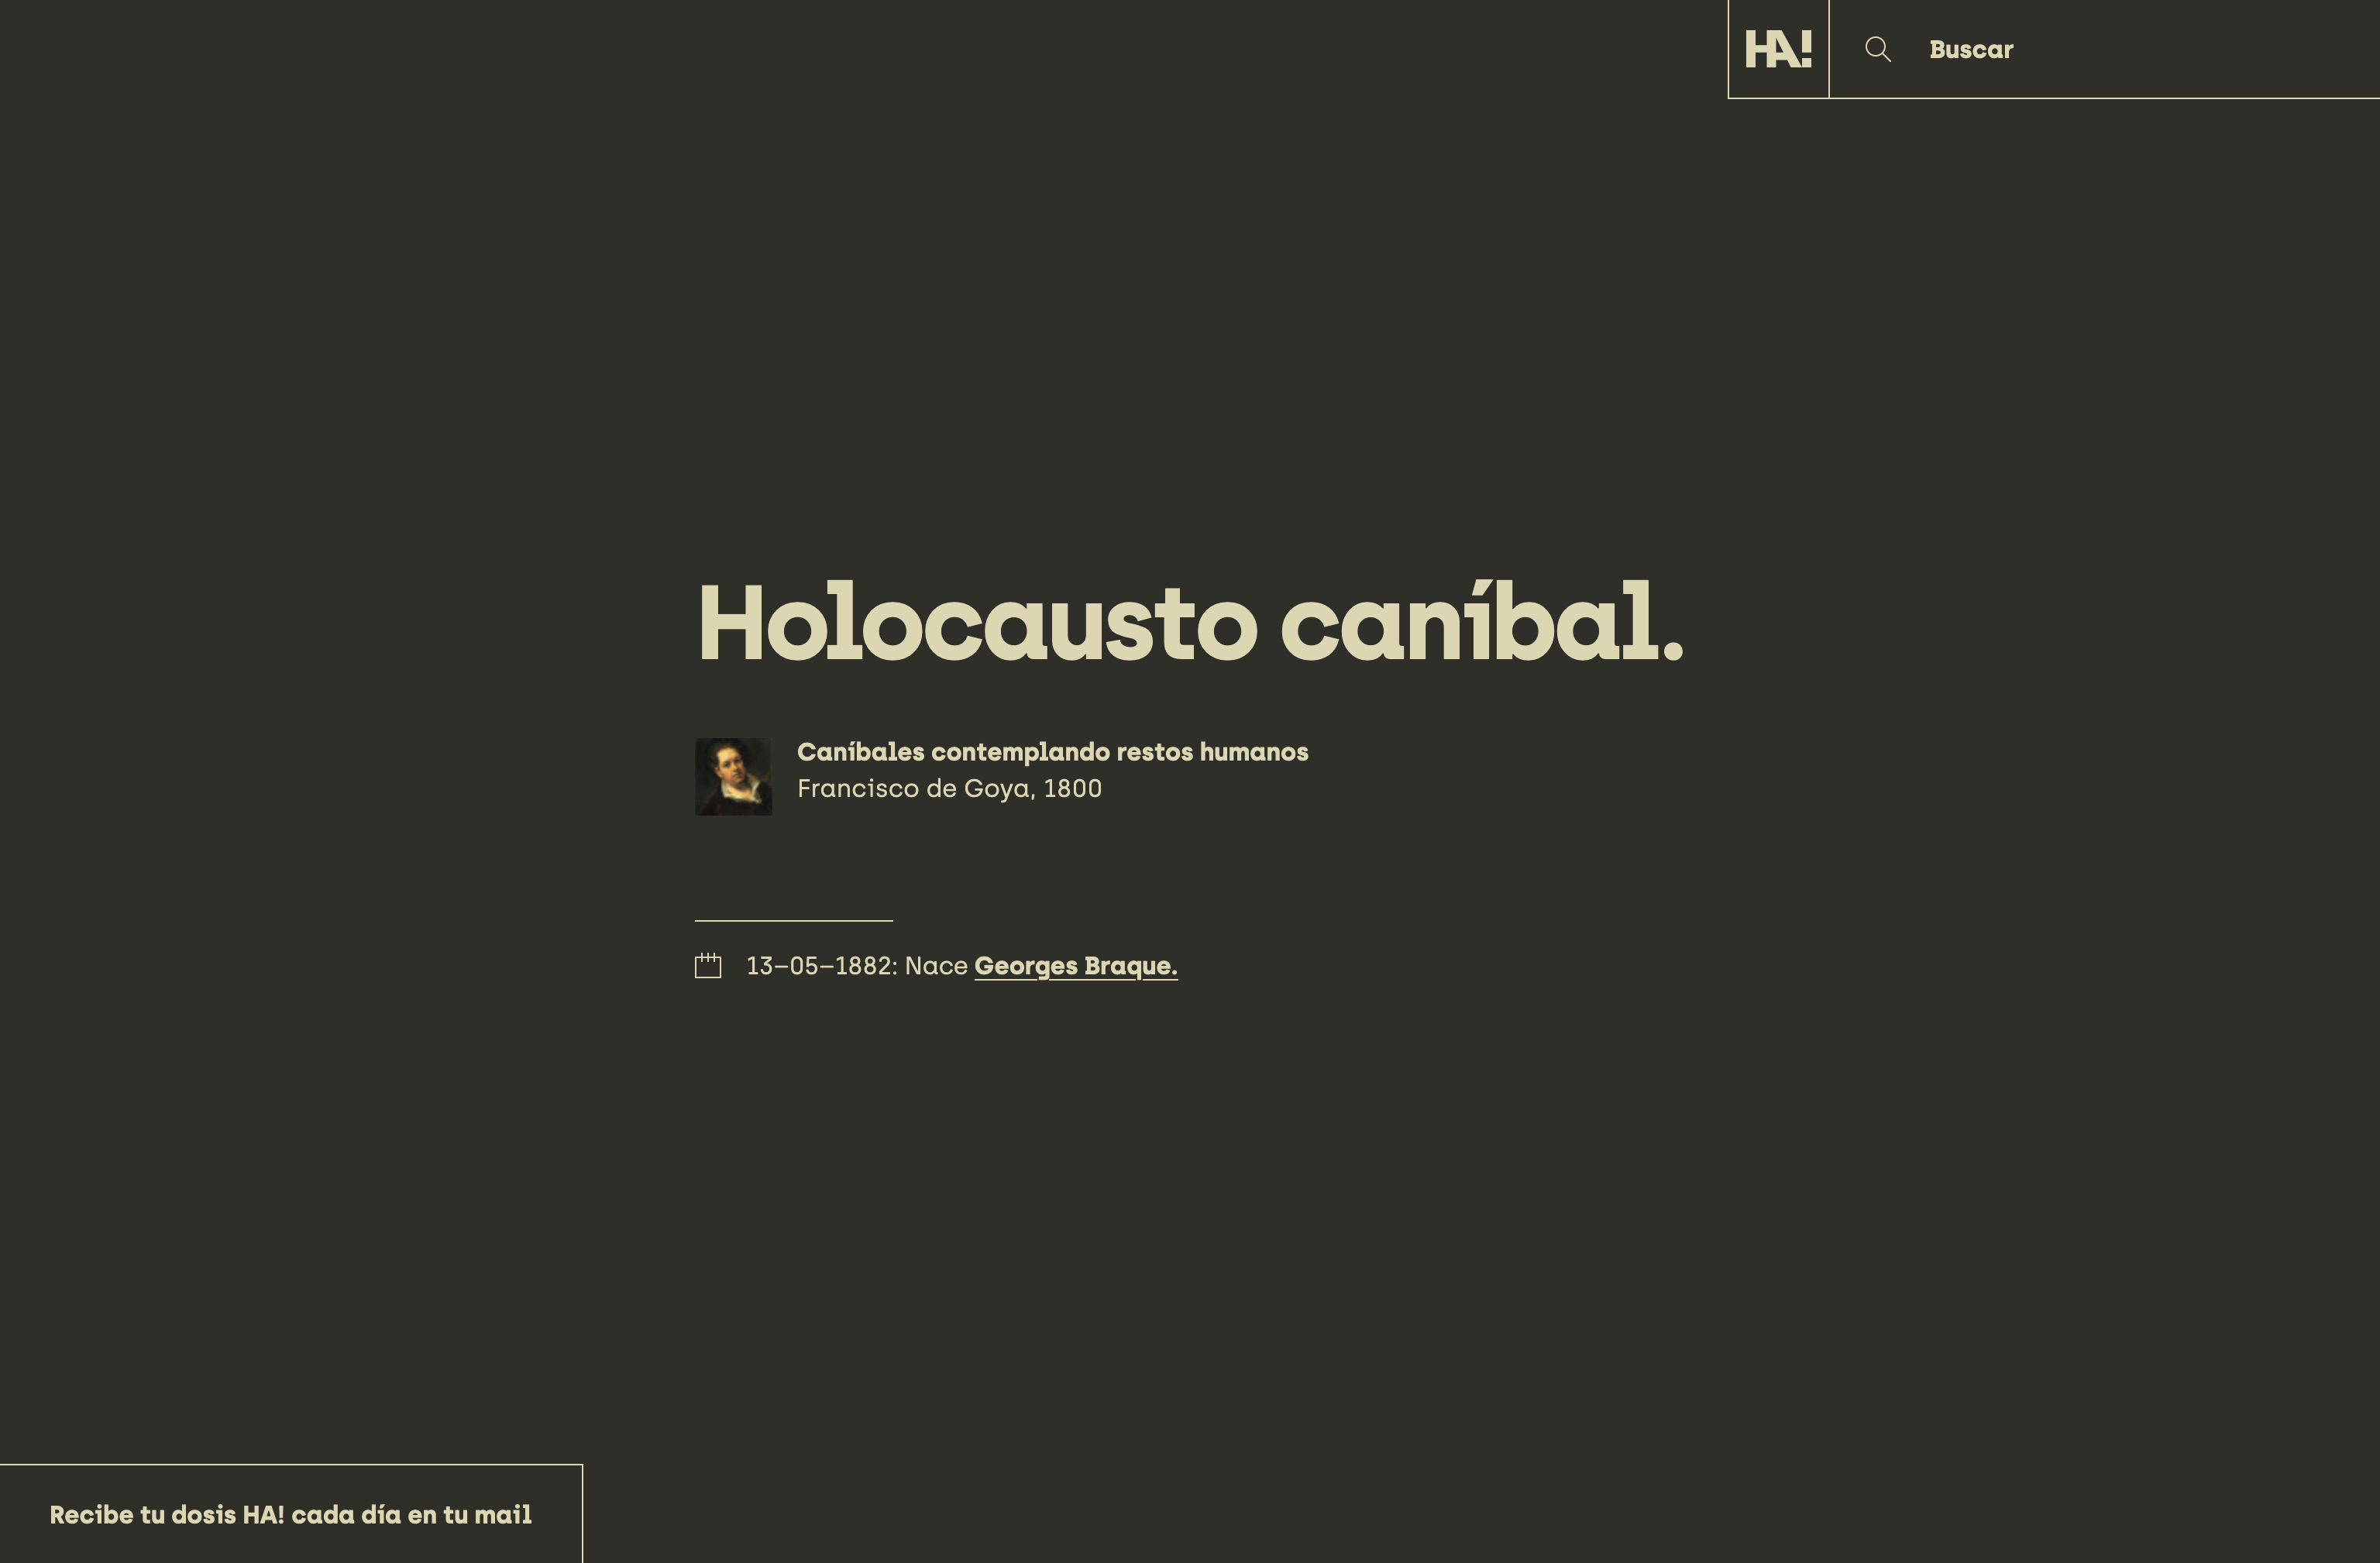 HA!
Buscar
Holocausto caníbal.
Caníbales contemplando restos humanos
Francisco de Goya, 1800
13–05–1882: Nace Georges Braque.
Recibe tu dosis HA! cada día en tu mail